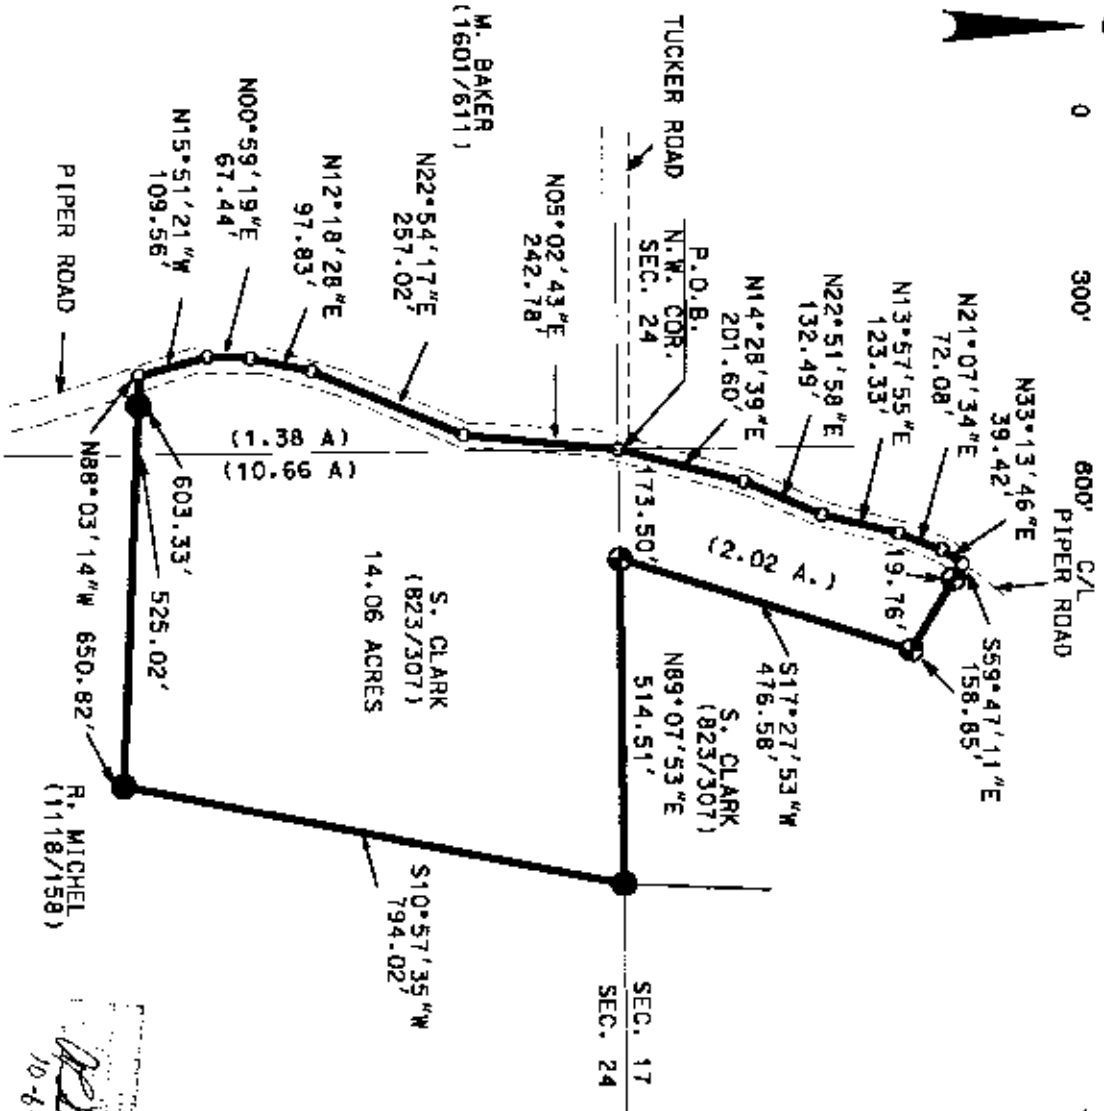 0
300'
600'
C/L
PIPER ROAD
TUCKER ROAD
M. BAKER
(1601/611)
P.O.B.
N.W. COR.
SEC. 24
N33°13'46"E
39.42'
N21°07'34"E
72.08'
N13°57'55"E
123.33'
N22°51'58"E
132.49'
N14°28'39"E
201.60'
N05°02'43"E
242.78'
N22°54'17"E
257.02'
N12°18'28"E
97.83'
N00°59'19"E
67.44'
N15°51'21"W
109.56'
PIPER ROAD
S59°47'11"E
158.85'
19.76'
(2.02 A.)
173.50'
S17°27'53"W
476.58'
S. CLARK
(823/307)
N89°07'53"E
514.51'
(1.38 A)
(10.66 A)
S. CLARK
(823/307)
14.06 ACRES
603.33'
525.02'
N88°03'14"W 650.82'
S10°57'35"W
794.02'
R. MICHEL
(1118/158)
SEC. 17
SEC. 24